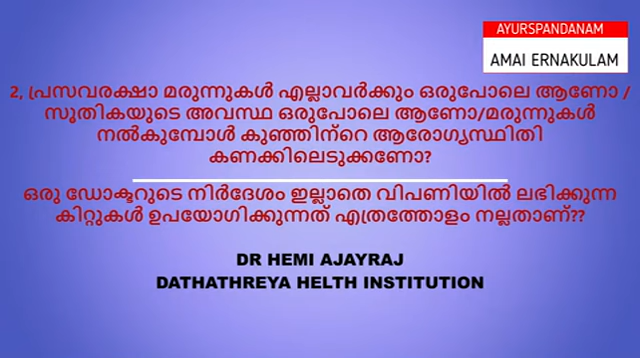 AYURSPANDANAM
AMAI ERNAKULAM
2, പ്രസവരക്ഷാ മരുന്നുകൾ എല്ലാവർക്കും ഒരുപോലെ ആണോ /
സൂതികയുടെ അവസ്ഥ ഒരുപോലെ ആണോ/മരുന്നുകൾ
നൽകുമ്പോൾ കുഞ്ഞിന്റെ ആരോഗ്യസ്ഥിതി
കണക്കിലെടുക്കണോ?
ഒരു ഡോക്ടറുടെ നിർദേശം ഇല്ലാതെ വിപണിയിൽ ലഭിക്കുന്ന
കിറ്റുകൾ ഉപയോഗിക്കുന്നത് എത്രത്തോളം നല്ലതാണ്??
DR HEMI AJAYRAJ
DATHATHREYA HELTH INSTITUTION